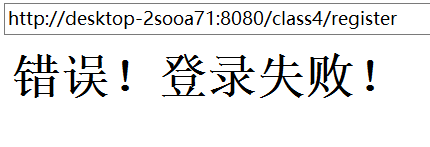 http://desktop-2sooa71:8080/class4/register
错误！登录失败！